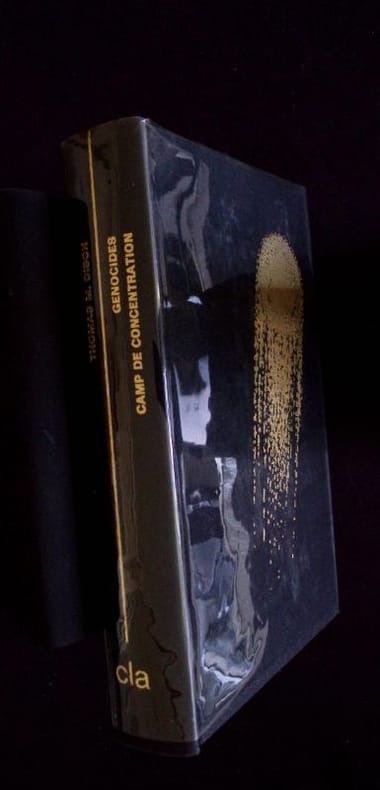 THOMAS M. DISCH
GENOCIDES
CAMP DE CONCENTRATION
cla